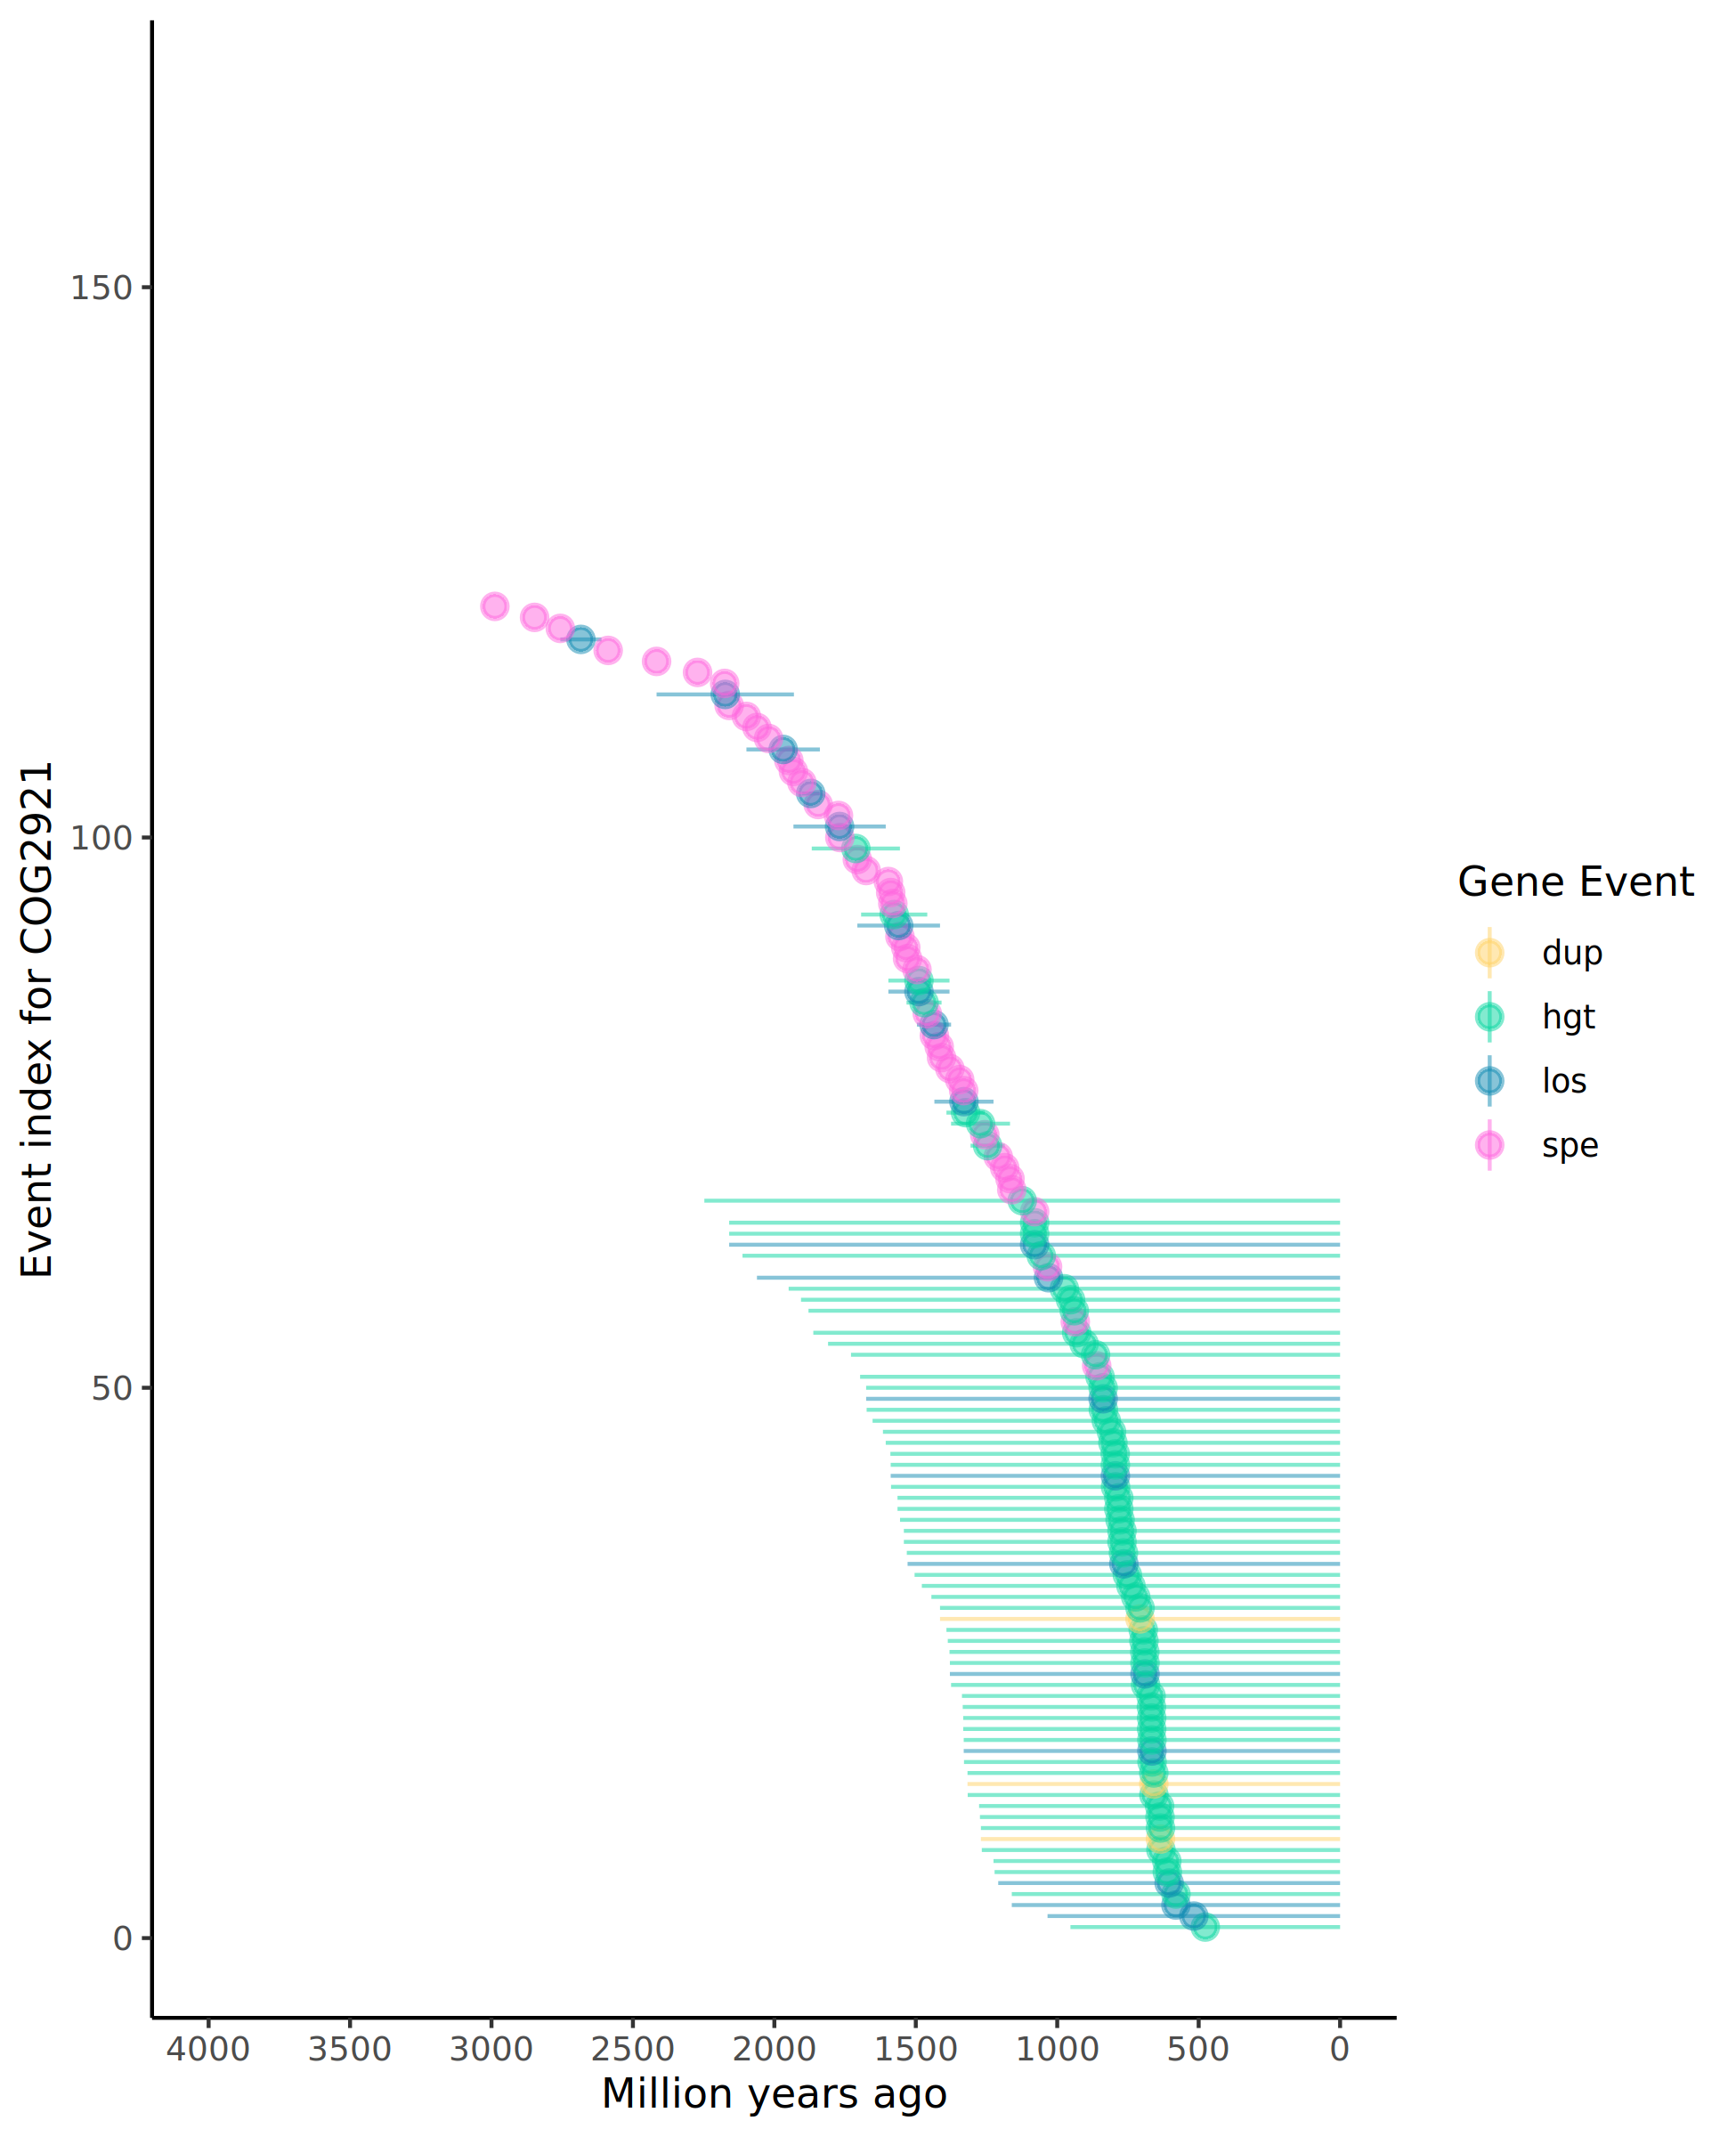 Event index for COG2921
150
100
50
0
4000 3500 3000 2500 2000 1500 1000 500 0
Million years ago
Gene Event
dup
hgt
los
spe